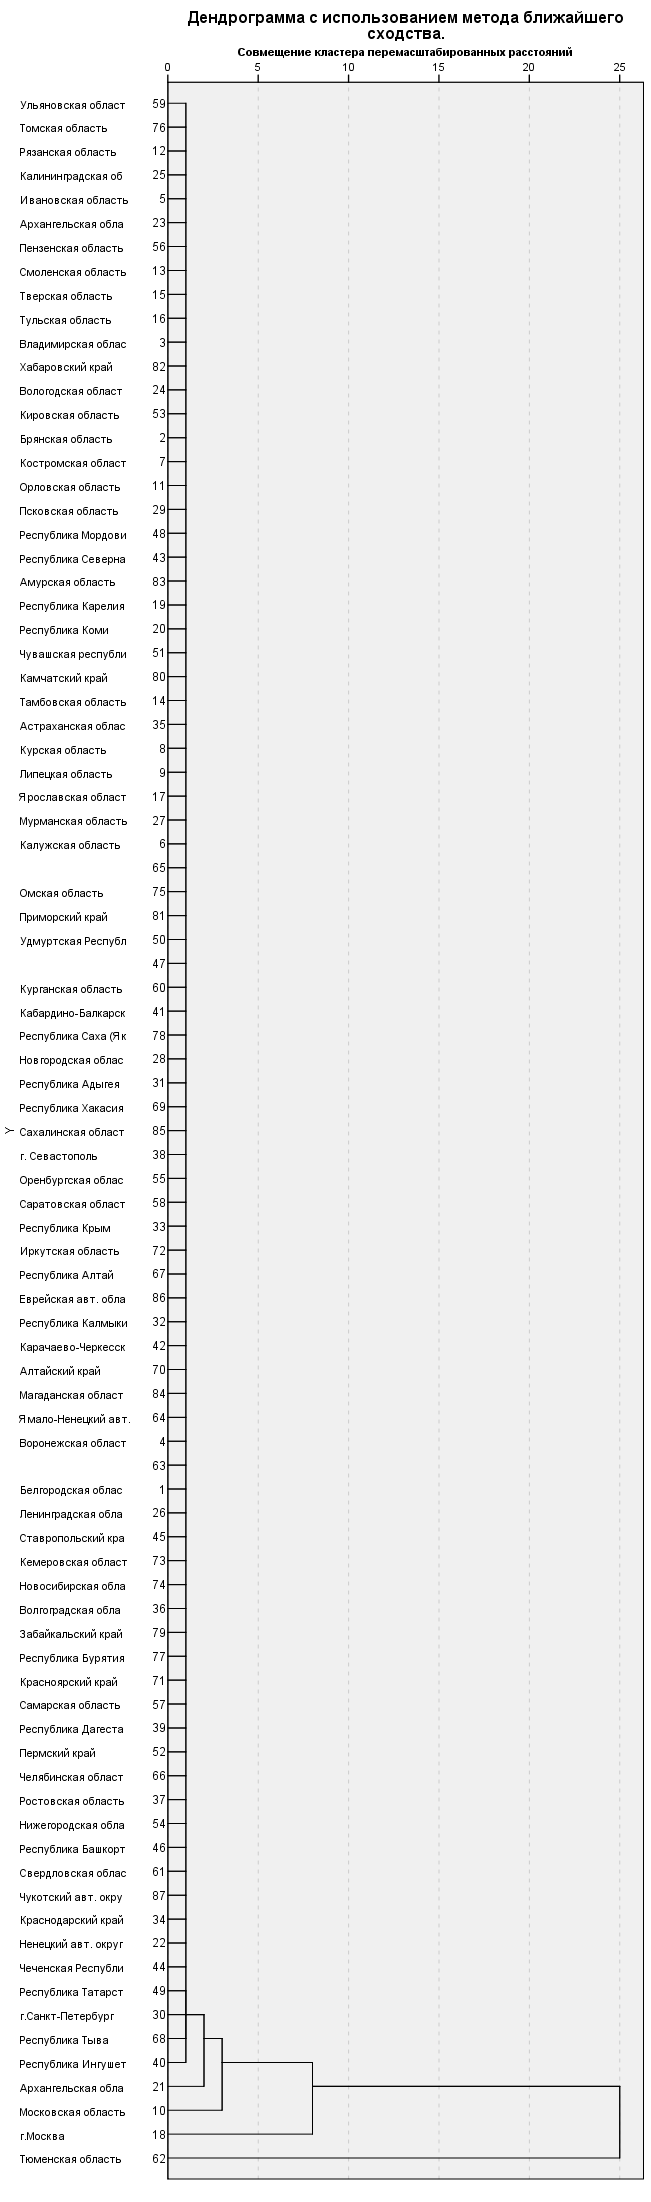 Дендрограмма с использованием метода ближайшего
сходства.
Совмещение кластера перемасштабированных расстояний
0 5 10 15 20 25
Ульяновская област 59
Томская область 76
Рязанская область 12
Калининградская об 25
Ивановская область 5
Архангельская обла 23
Пензенская область 56
Смоленская область 13
Тверская область 15
Тульская область 16
Владимирская облас 3
Хабаровский край 82
Вологодская област 24
Кировская область 53
Брянская область 2
Костромская област 7
Орловская область 11
Псковская область 29
Республика Мордови 48
Республика Северна 43
Амурская область 83
Республика Карелия 19
Республика Коми 20
Чувашская республи 51
Камчатский край 80
Тамбовская область 14
Астраханская облас 35
Курская область 8
Липецкая область 9
Ярославская област 17
Мурманская область 27
Калужская область 6
65
Омская область 75
Приморский край 81
Удмуртская Республ 50
47
Курганская область 60
Кабардино-Балкарск 41
Республика Саха (Як 78
Новгородская облас 28
Республика Адыгея 31
Республика Хакасия 69
Y Сахалинская област 85
г. Севастополь 38
Оренбургская облас 55
Саратовская област 58
Республика Крым 33
Иркутская область 72
Республика Алтай 67
Еврейская авт. обла 86
Республика Калмыки 32
Карачаево-Черкесск 42
Алтайский край 70
Магаданская област 84
Ямало-Ненецкий авт. 64
Воронежская област 4
63
Белгородская облас 1
Ленинградская обла 26
Ставропольский кра 45
Кемеровская област 73
Новосибирская обла 74
Волгоградская обла 36
Забайкальский край 79
Республика Бурятия 77
Красноярский край 71
Самарская область 57
Республика Дагеста 39
Пермский край 52
Челябинская област 66
Ростовская область 37
Нижегородская обла 54
Республика Башкорт 46
Свердловская облас 61
Чукотский авт. окру 87
Краснодарский край 34
Ненецкий авт. округ 22
Чеченская Республи 44
Республика Татарст 49
г.Санкт-Петербург 30
Республика Тыва 68
Республика Ингушет 40
Архангельская обла 21
Московская область 10
г.Москва 18
Тюменская область 62